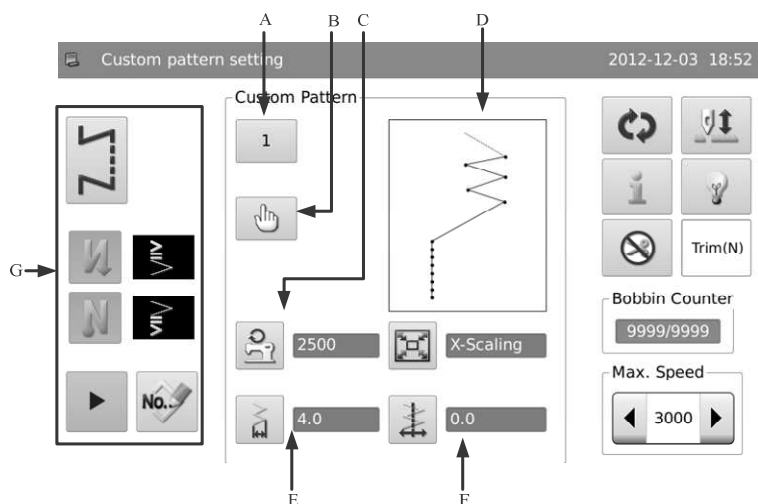 A
B
C
D
Custom pattern setting
2012-12-03 18:52
Custom Pattern
1
G
Trim(N)
Bobbin Counter
2500
X-Scaling
9999/9999
Max. Speed
No..
4.0
0.0
3000
E
F